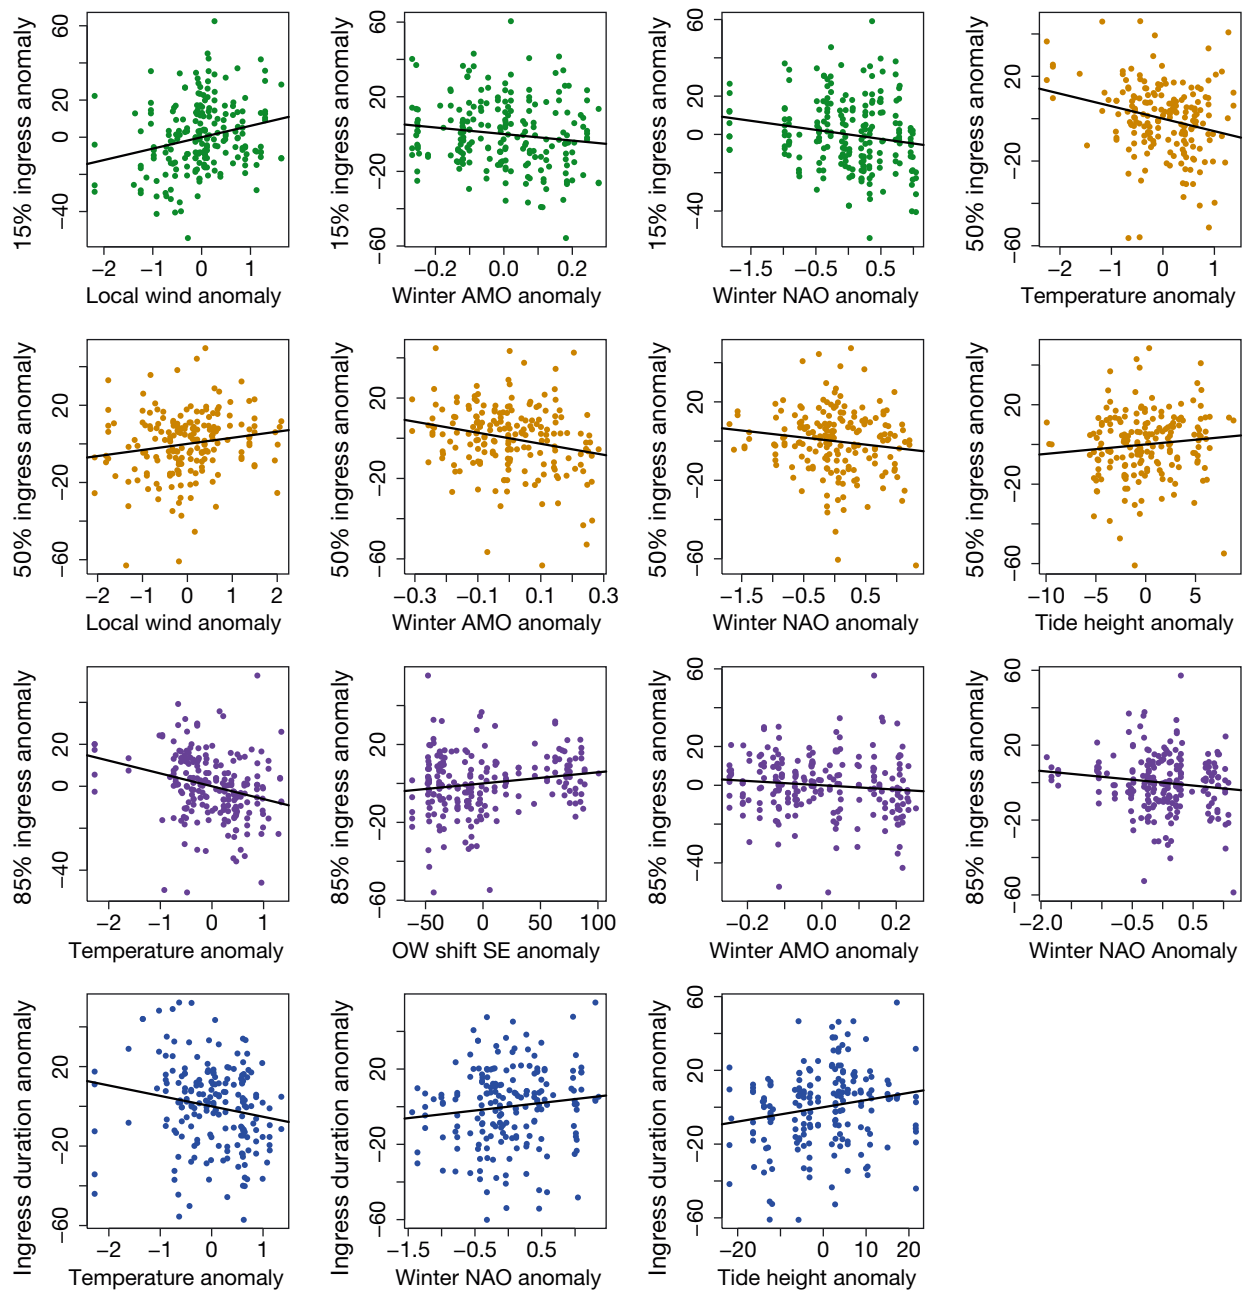 15% ingress anomaly
60
20
0
−40
−2 −1 0 1
Local wind anomaly
15% ingress anomaly
60
20
−20
−60
−0.2 0.0 0.2
Winter AMO anomaly
15% ingress anomaly
60
20
0
−40
−1.5 −0.5 0.5
Winter NAO anomaly
50% ingress anomaly
20
−20
−60
−2 −1 0 1
Temperature anomaly
50% ingress anomaly
20
−20
−60
−2 −1 0 1 2
Local wind anomaly
50% ingress anomaly
20
−20
−60
−0.3 −0.1 0.1 0.3
Winter AMO anomaly
50% ingress anomaly
20
−20
−60
−1.5 −0.5 0.5
Winter NAO anomaly
50% ingress anomaly
20
−20
−60
−10 −5 0 5
Tide height anomaly
85% ingress anomaly
20
0
−40
−2 −1 0 1
Temperature anomaly
85% ingress anomaly
20
−20
−60
−50 0 50 100
OW shift SE anomaly
85% ingress anomaly
60
20
0
−40
−0.2 0.0 0.2
Winter AMO anomaly
85% ingress anomaly
60
20
−20
−60
−2.0 −0.5 0.5
Winter NAO Anomaly
Ingress duration anomaly
20
−20
−60
−2 −1 0 1
Temperature anomaly
Ingress duration anomaly
20
−20
−60
−1.5 −0.5 0.5
Winter NAO anomaly
Ingress duration anomaly
60
20
−20
−60
−20 0 10 20
Tide height anomaly